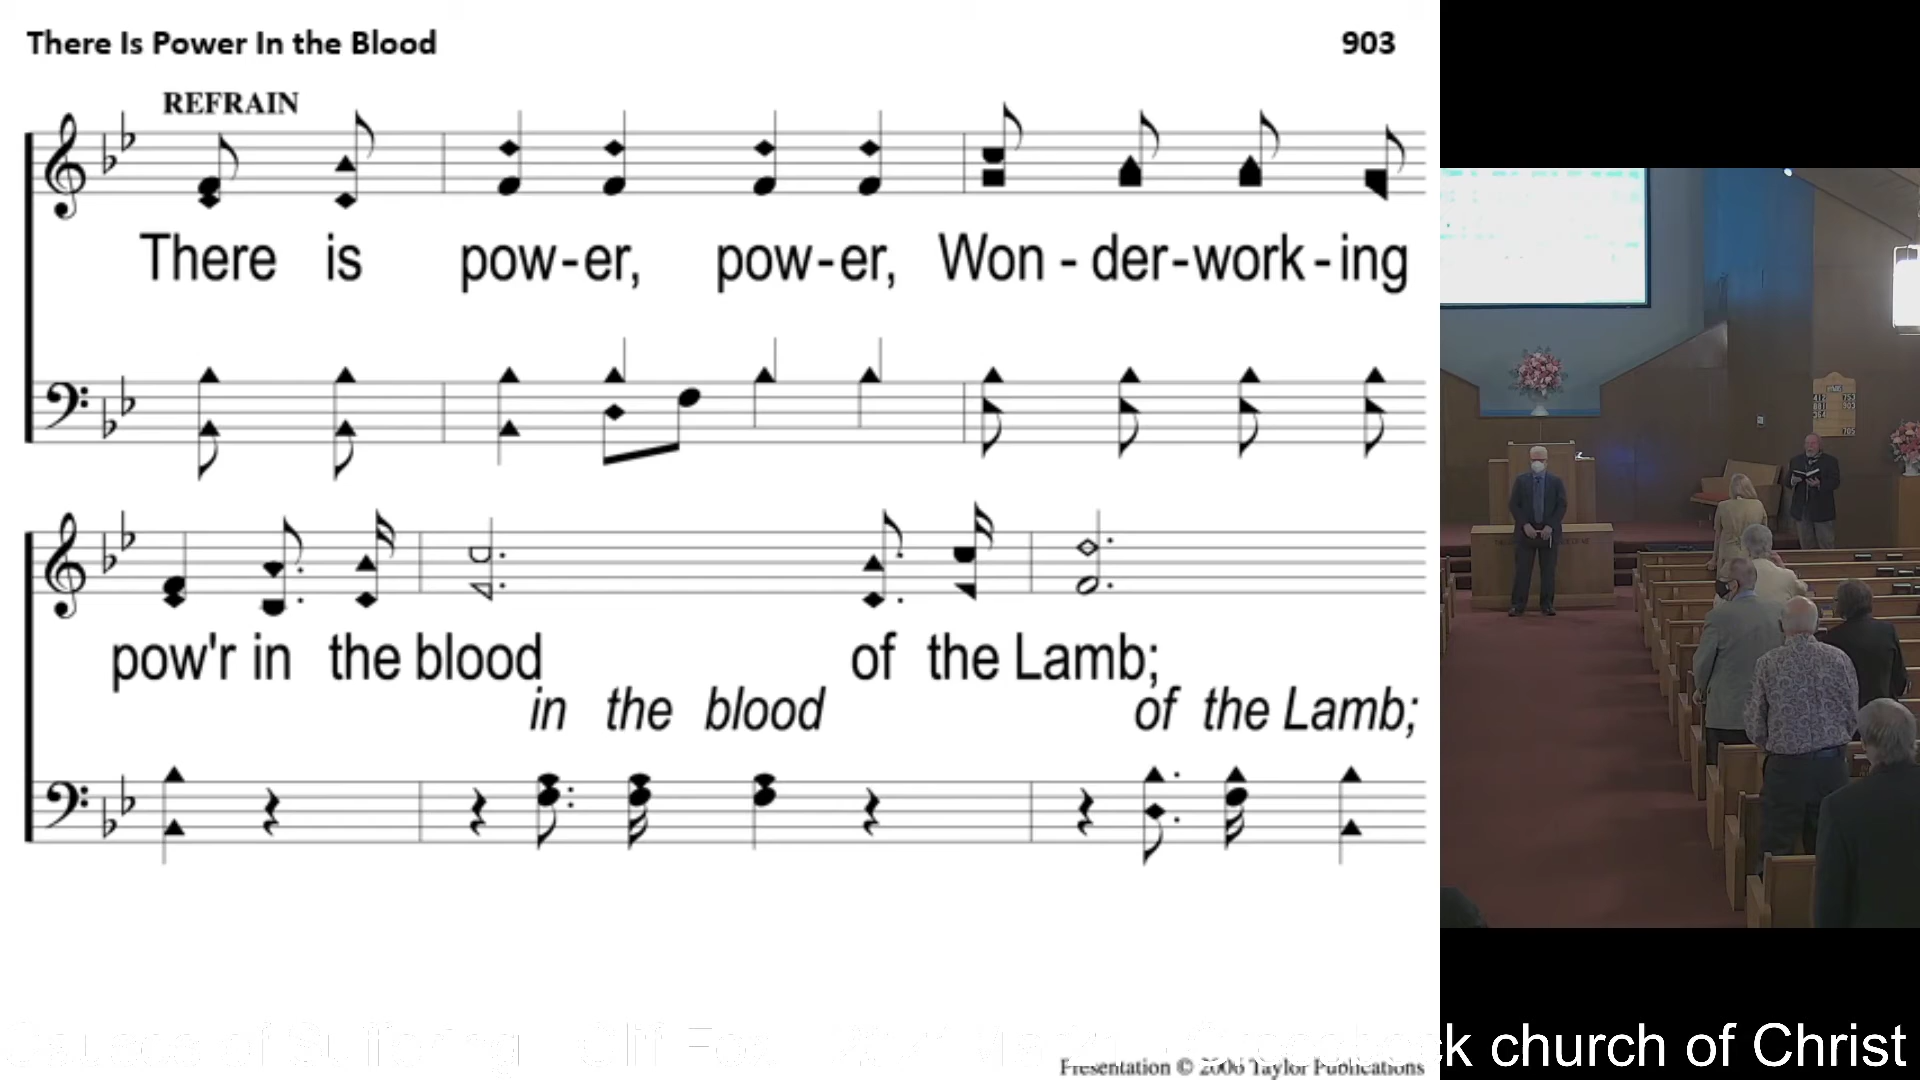 There Is Power In the Blood 903
REFRAIN
There is pow-er, pow-er, Won - der-work-ing
pow'r in the blood of the Lamb;
in the blood of the Lamb;
Presentation © 2006 Taylor Publications
church of Christ